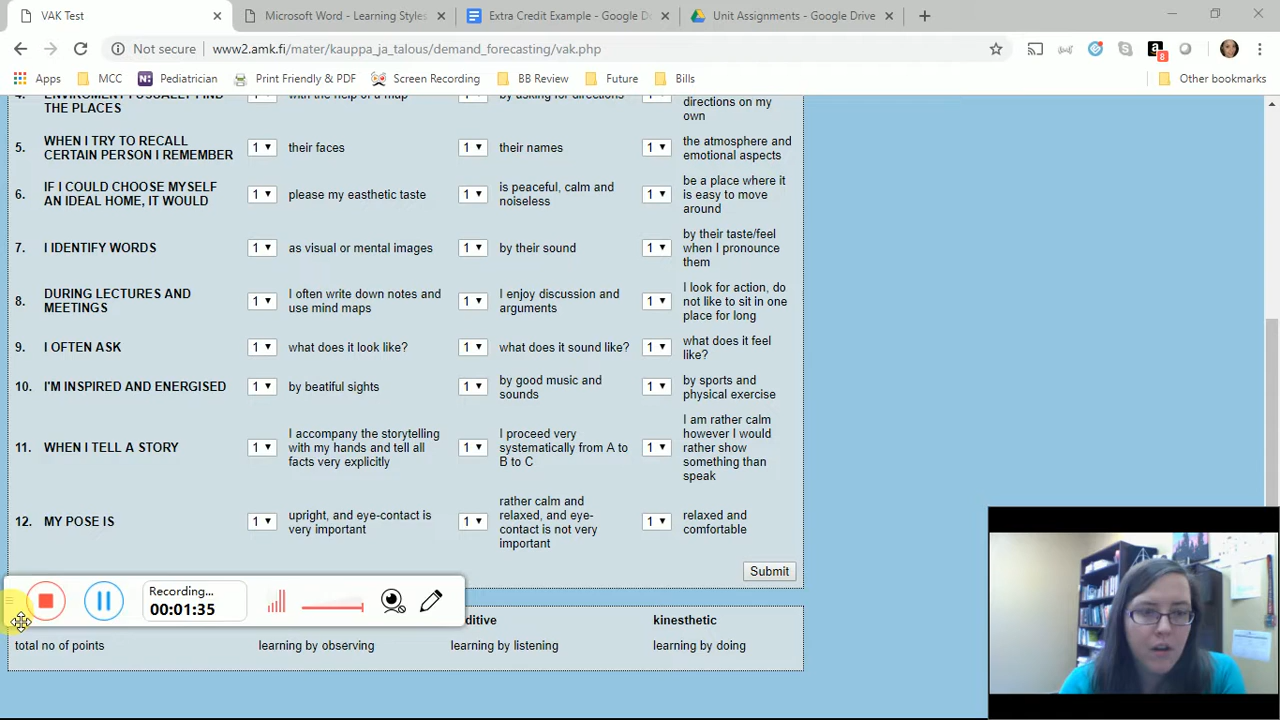 VAK Test
Microsoft Word - Learning Styles
Extra Credit Example - Google Do
Unit Assignments - Google Drive
Not secure
www2.amk.fi/mater/kauppa_ja_talous/demand_forecasting/vak.php
8
Apps
MCC
Pediatrician
Print Friendly & PDF
Screen Recording
BB Review
Future
Bills
Other bookmarks
4. ENVIROMENT I USUALLY FIND THE PLACES
1 with the help of a map
1 by asking for directions
1 directions on my own
5. WHEN I TRY TO RECALL CERTAIN PERSON I REMEMBER
1 their faces
1 their names
1 the atmosphere and emotional aspects
6. IF I COULD CHOOSE MYSELF AN IDEAL HOME, IT WOULD
1 please my easthetic taste
1 is peaceful, calm and noiseless
1 be a place where it is easy to move around
7. I IDENTIFY WORDS
1 as visual or mental images
1 by their sound
1 by their taste/feel when I pronounce them
8. DURING LECTURES AND MEETINGS
1 I often write down notes and use mind maps
1 I enjoy discussion and arguments
1 I look for action, do not like to sit in one place for long
9. I OFTEN ASK
1 what does it look like?
1 what does it sound like?
1 what does it feel like?
10. I'M INSPIRED AND ENERGISED
1 by beatiful sights
1 by good music and sounds
1 by sports and physical exercise
11. WHEN I TELL A STORY
1 I accompany the storytelling with my hands and tell all facts very explicitly
1 I proceed very systematically from A to B to C
1 I am rather calm however I would rather show something than speak
12. MY POSE IS
1 upright, and eye-contact is very important
1 rather calm and relaxed, and eye-contact is not very important
1 relaxed and comfortable
Submit
Recording...
00:01:35
ditive
kinesthetic
total no of points
learning by observing
learning by listening
learning by doing